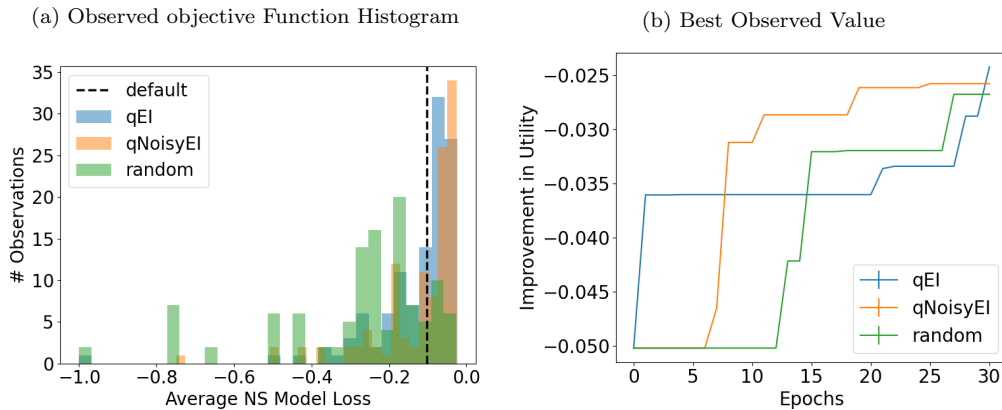 (a) Observed objective Function Histogram
35
30
25
20
15
10
5
0
# Observations
default
qEI
qNoisyEI
random
−1.0 −0.8 −0.6 −0.4 −0.2 0.0
Average NS Model Loss
(b) Best Observed Value
−0.025
−0.030
−0.035
−0.040
−0.045
−0.050
Improvement in Utility
qEI
qNoisyEI
random
0 5 10 15 20 25 30
Epochs